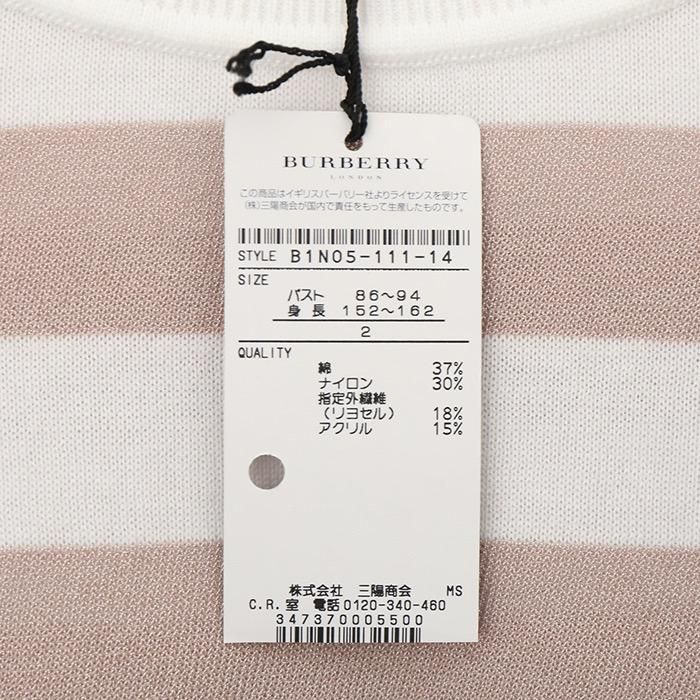 BURBERRY
LONDON
この商品はイギリスバーバリー社よりライセンスを受けて
(株)三陽商会が国内で責任をもって生産したものです。
STYLE B1N05-111-14
SIZE
バスト 86～94
身長 152～162
2
QUALITY
綿 37%
ナイロン 30%
指定外繊維
(リヨセル) 18%
アクリル 15%
株式会社 三陽商会 MS
C.R.室 電話0120-340-460
347370005500